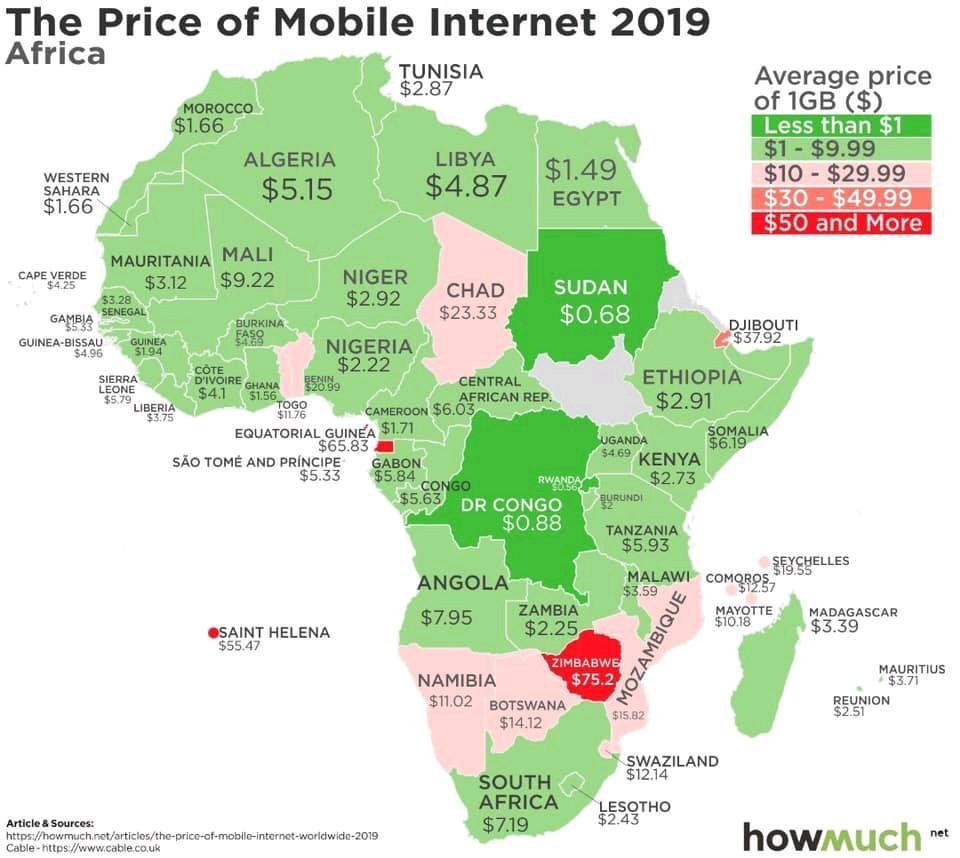 The Price of Mobile Internet 2019
Africa
Average price
of 1GB ($)
Less than $1
$1 - $9.99
$10 - $29.99
$30 - $49.99
$50 and More
TUNISIA
$2.87
MOROCCO
$1.66
ALGERIA
$5.15
LIBYA
$4.87
$1.49
EGYPT
WESTERN
SAHARA
$1.66
MAURITANIA
$3.12
MALI
$9.22
NIGER
$2.92
CHAD
$23.33
SUDAN
$0.68
CAPE VERDE
$4.25
$3.28
SENEGAL
GAMBIA
$5.33
GUINEA-BISSAU
$4.96
GUINEA
$1.94
BURKINA
FASO
$4.69
NIGERIA
$2.22
DJIBOUTI
$37.92
ETHIOPIA
$2.91
SIERRA
LEONE
$5.79
LIBERIA
$3.75
CÔTE
D'IVOIRE
$4.1
GHANA
$1.56
TOGO
$11.76
BENIN
$20.99
CENTRAL
AFRICAN REP.
$6.03
CAMEROON
$1.71
EQUATORIAL GUINEA
$65.83
SÃO TOMÉ AND PRÍNCIPE
$5.33
GABON
$5.84
CONGO
$5.63
DR CONGO
$0.88
UGANDA
$4.69
KENYA
$2.73
SOMALIA
$6.19
RWANDA
$0.56
BURUNDI
$2
TANZANIA
$5.93
ANGOLA
$7.95
ZAMBIA
$2.25
MALAWI
$3.59
COMOROS
$12.57
SEYCHELLES
$19.55
MAYOTTE
$10.18
MADAGASCAR
$3.39
SAINT HELENA
$55.47
NAMIBIA
$11.02
BOTSWANA
$14.12
ZIMBABWE
$75.2
MOZAMBIQUE
$15.82
MAURITIUS
$3.71
REUNION
$2.51
SWAZILAND
$12.14
SOUTH
AFRICA
$7.19
LESOTHO
$2.43
Article & Sources:
https://howmuch.net/articles/the-price-of-mobile-internet-worldwide-2019
Cable - https://www.cable.co.uk
howmuch.net